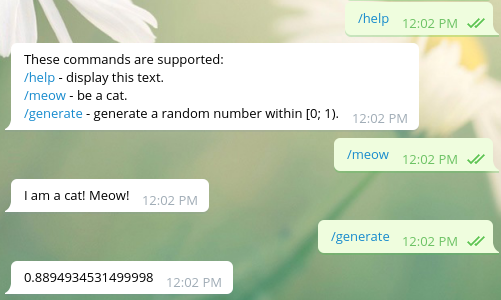 /help 12:02 PM
These commands are supported:
/help - display this text.
/meow - be a cat.
/generate - generate a random number within [0; 1). 12:02 PM
/meow 12:02 PM
I am a cat! Meow! 12:02 PM
/generate 12:02 PM
0.8894934531499998 12:02 PM